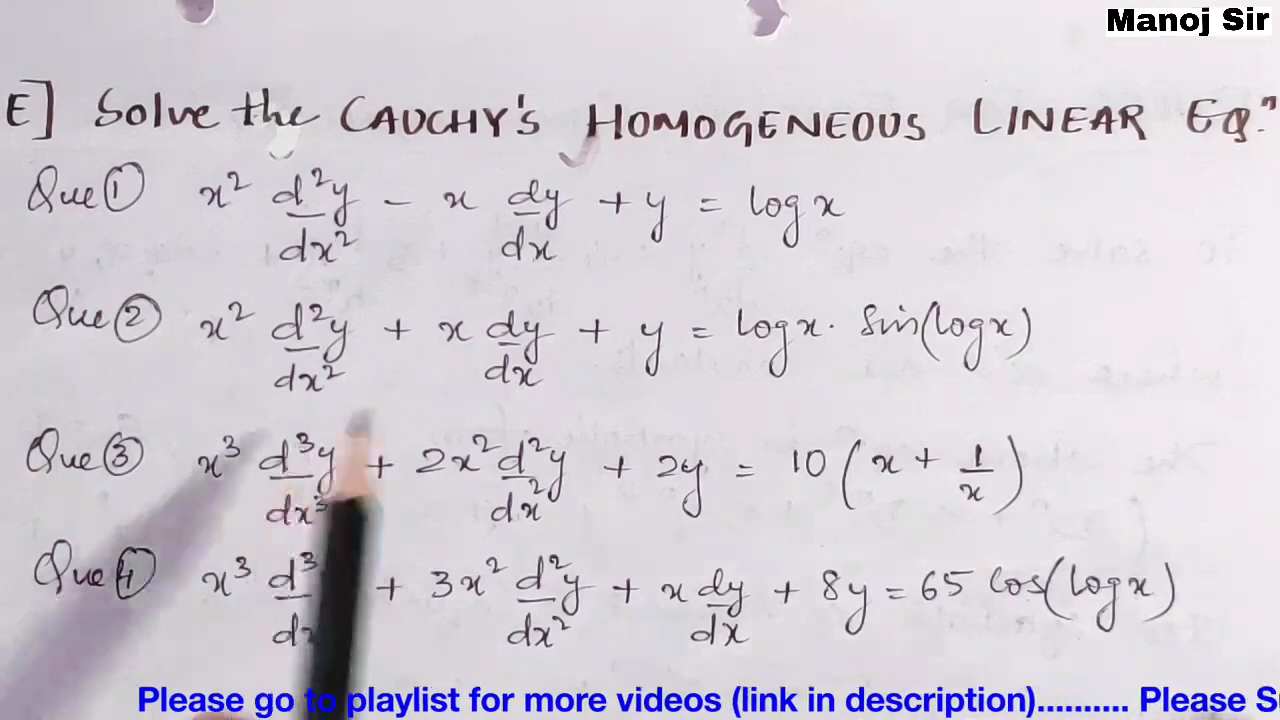 Manoj Sir
E] Solve the CAUCHY'S HOMOGENEOUS LINEAR EQⁿ.
Que ① x² d²y/dx² - x dy/dx + y = log x
Que ② x² d²y/dx² + x dy/dx + y = log x · sin(log x)
Que ③ x³ d³y/dx³ + 2x² d²y/dx² + 2y = 10 (x + 1/x)
Que ④ x³ d³ + 3x² d²y/dx² + x dy/dx + 8y = 65 cos(log x)
Please go to playlist for more videos (link in description).......... Please